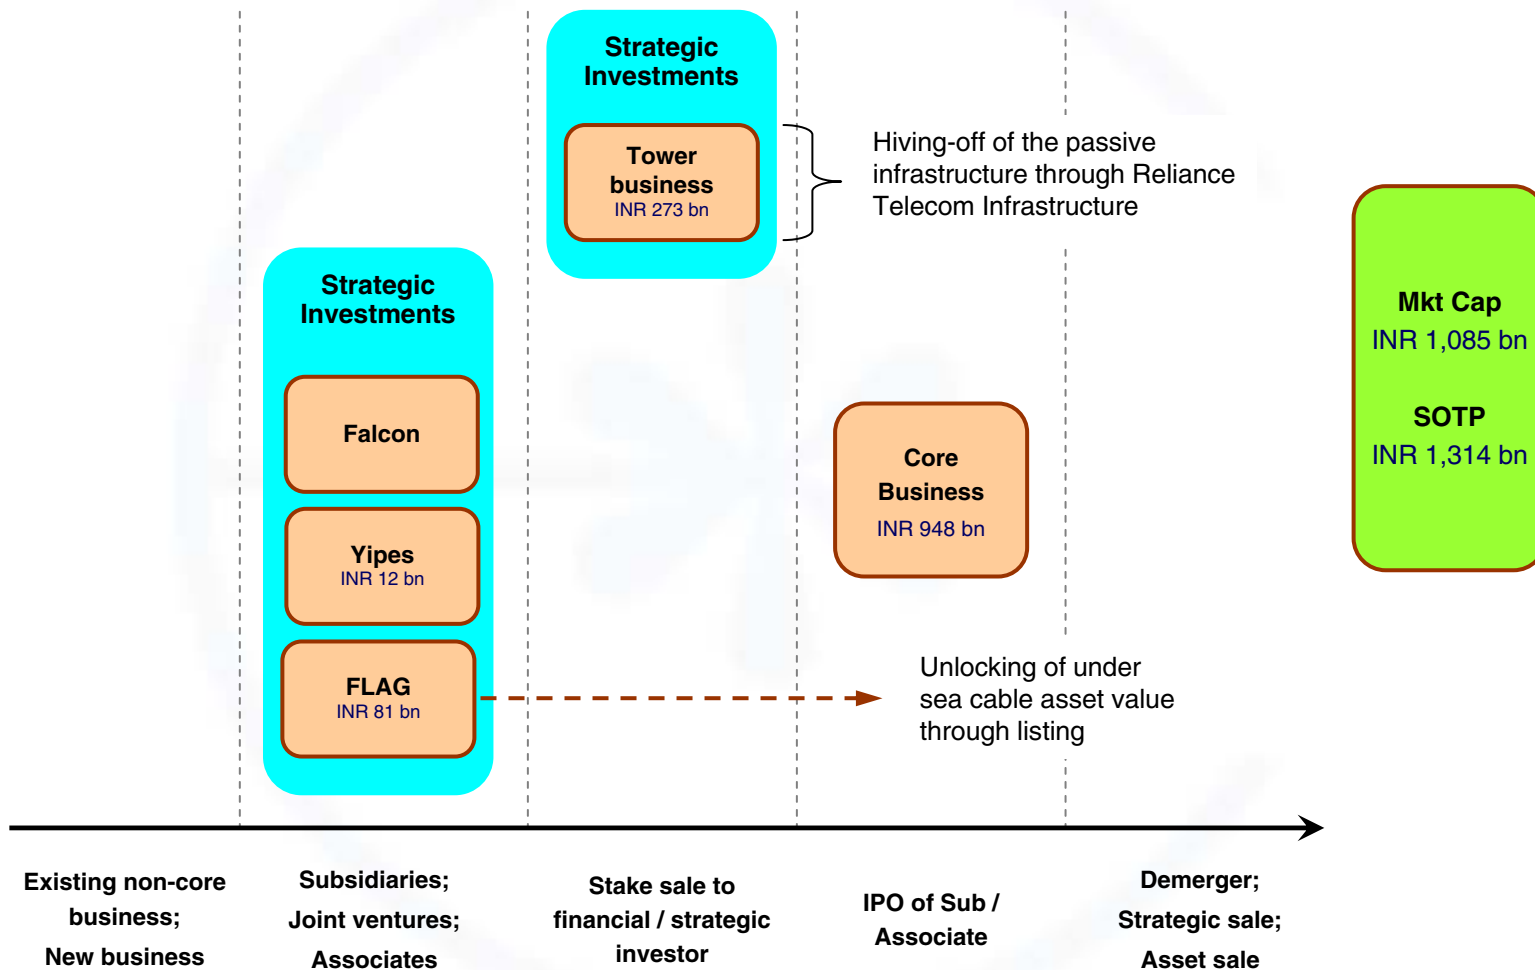 Strategic
Investments
Tower
business
INR 273 bn
Hiving-off of the passive
infrastructure through Reliance
Telecom Infrastructure
Strategic
Investments
Falcon
Yipes
INR 12 bn
FLAG
INR 81 bn
Core
Business
INR 948 bn
Mkt Cap
INR 1,085 bn
SOTP
INR 1,314 bn
Unlocking of under
sea cable asset value
through listing
Existing non-core
business;
New business
Subsidiaries;
Joint ventures;
Associates
Stake sale to
financial / strategic
investor
IPO of Sub /
Associate
Demerger;
Strategic sale;
Asset sale